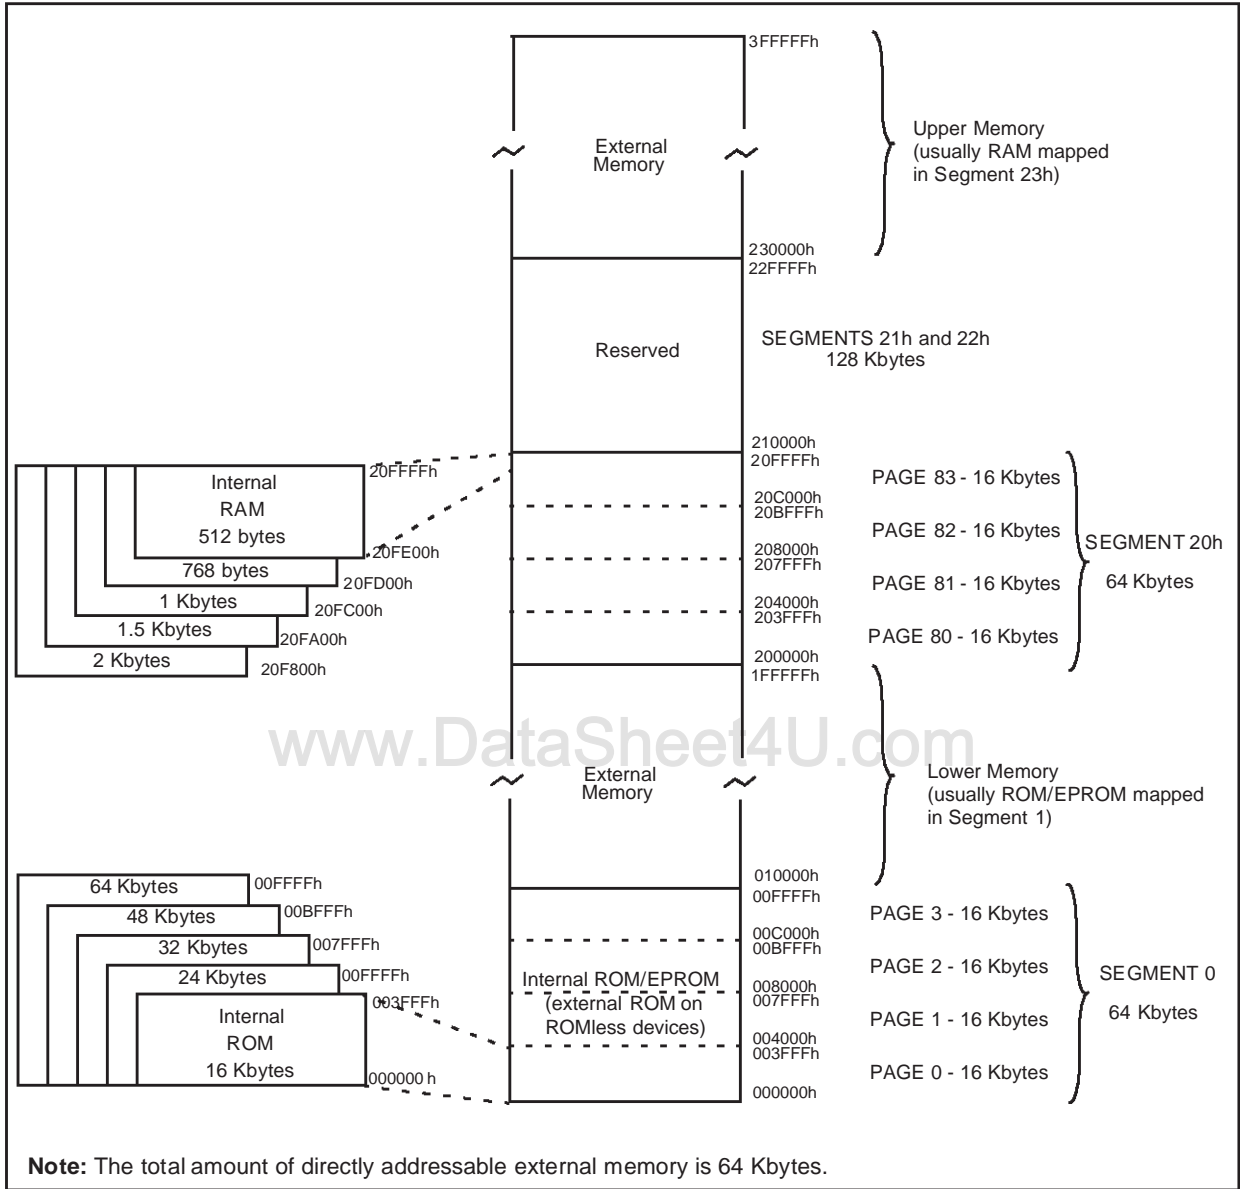 3FFFFFh
External
Memory
Upper Memory
(usually RAM mapped
in Segment 23h)
230000h
22FFFFh
Reserved
SEGMENTS 21h and 22h
128 Kbytes
210000h
20FFFFh
20C000h
20BFFFh
208000h
207FFFh
204000h
203FFFh
200000h
1FFFFFh
PAGE 83 - 16 Kbytes
PAGE 82 - 16 Kbytes
PAGE 81 - 16 Kbytes
PAGE 80 - 16 Kbytes
SEGMENT 20h
64 Kbytes
Internal
RAM
512 bytes
20FFFFh
20FE00h
768 bytes
20FD00h
1 Kbytes
20FC00h
1.5 Kbytes
20FA00h
2 Kbytes
20F800h
www.DataSheet4U.com
External
Memory
Lower Memory
(usually ROM/EPROM mapped
in Segment 1)
010000h
00FFFFh
00C000h
00BFFFh
008000h
007FFFh
004000h
003FFFh
000000h
Internal ROM/EPROM
(external ROM on
ROMless devices)
PAGE 3 - 16 Kbytes
PAGE 2 - 16 Kbytes
PAGE 1 - 16 Kbytes
PAGE 0 - 16 Kbytes
SEGMENT 0
64 Kbytes
64 Kbytes
00FFFFh
48 Kbytes
00BFFFh
32 Kbytes
007FFFh
24 Kbytes
00FFFFh
003FFFh
Internal
ROM
16 Kbytes
000000 h
Note: The total amount of directly addressable external memory is 64 Kbytes.